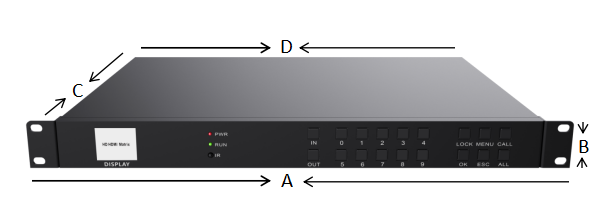 D
C
HD HDMI Matrix
DISPLAY
PWR
RUN
IR
IN 0 1 2 3 4
OUT 5 6 7 8 9
LOCK MENU CALL
OK ESC ALL
B
A